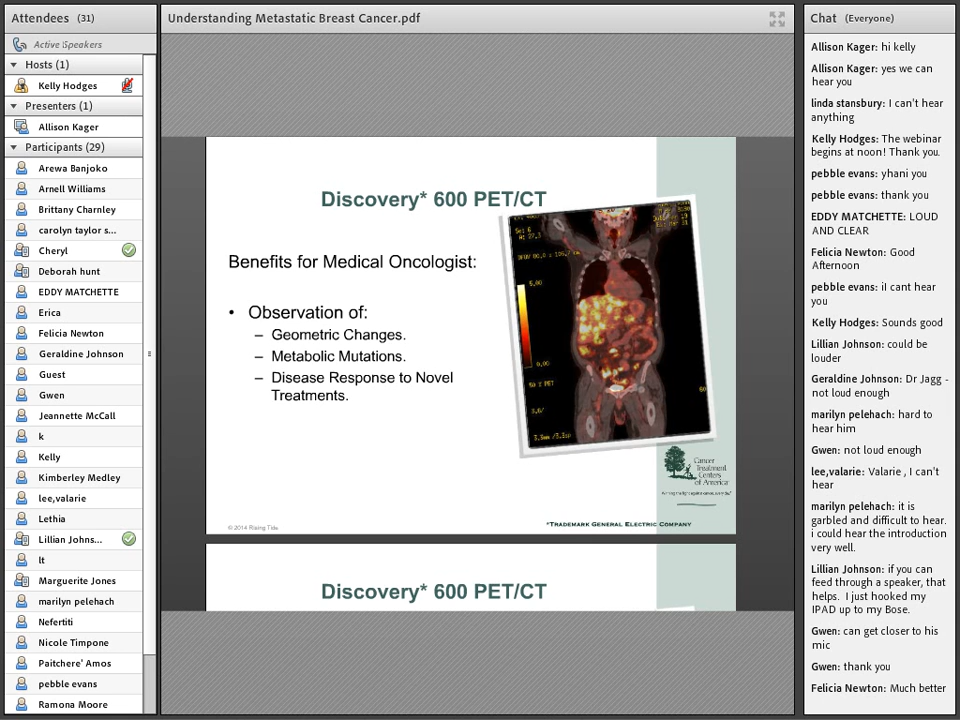 Attendees (31)
Active Speakers
Hosts (1)
Kelly Hodges
Presenters (1)
Allison Kager
Participants (29)
Arewa Banjoko
Arnell Williams
Brittany Charnley
carolyn taylor s...
Cheryl
Deborah hunt
EDDY MATCHETTE
Erica
Felicia Newton
Geraldine Johnson
Guest
Gwen
Jeannette McCall
k
Kelly
Kimberley Medley
lee,valarie
Lethia
Lillian Johns...
lt
Marguerite Jones
marilyn pelehach
Nefertiti
Nicole Timpone
Paitchere' Amos
pebble evans
Ramona Moore
Understanding Metastatic Breast Cancer.pdf
Discovery* 600 PET/CT
Benefits for Medical Oncologist:
• Observation of:
– Geometric Changes.
– Metabolic Mutations.
– Disease Response to Novel
Treatments.
Cancer
Treatment
Centers
of America®
© 2014 Rising Tide
*Trademark General Electric Company
Discovery* 600 PET/CT
Chat (Everyone)
Allison Kager: hi kelly
Allison Kager: yes we can
hear you
linda stansbury: I can't hear
anything
Kelly Hodges: The webinar
begins at noon! Thank you.
pebble evans: yhani you
pebble evans: thank you
EDDY MATCHETTE: LOUD
AND CLEAR
Felicia Newton: Good
Afternoon
pebble evans: iI cant hear
you
Kelly Hodges: Sounds good
Lillian Johnson: could be
louder
Geraldine Johnson: Dr Jagg -
not loud enough
marilyn pelehach: hard to
hear him
Gwen: not loud enough
lee,valarie: Valarie , I can't
hear
marilyn pelehach: it is
garbled and difficult to hear.
i could hear the introduction
very well.
Lillian Johnson: if you can
feed through a speaker, that
helps. I just hooked my
IPAD up to my Bose.
Gwen: can get closer to his
mic
Gwen: thank you
Felicia Newton: Much better